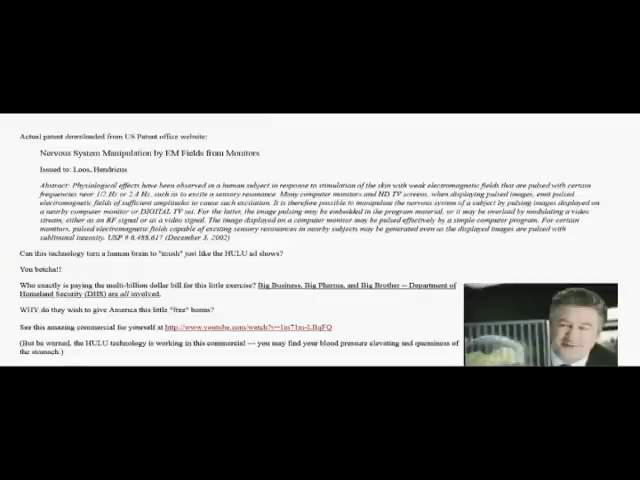 Actual patent downloaded from US Patent office website:
Nervous System Manipulation by EM Fields from Monitors
Issued to: Loos, Hendricus
Abstract: Physiological effects have been observed in a human subject in response to stimulation of the skin with weak electromagnetic fields that are pulsed with certain
frequencies near 1/2 Hz or 2.4 Hz, such as to excite a sensory resonance. Many computer monitors and HD TV screens, when displaying pulsed images, emit pulsed
electromagnetic fields of sufficient amplitudes to cause such excitation. It is therefore possible to manipulate the nervous system of a subject by pulsing images displayed on
a nearby computer monitor or DIGITAL TV set. For the latter, the image pulsing may be embedded in the program material, or it may be overlaid by modulating a video
stream, either as an RF signal or as a video signal. The image displayed on a computer monitor may be pulsed effectively by a simple computer program. For certain
monitors, pulsed electromagnetic fields capable of exciting sensory resonances in nearby subjects may be generated even as the displayed images are pulsed with
subliminal intensity. USP # 6,488,617 (December 3, 2002)
Can this technology turn a human brain to "mush" just like the HULU ad shows?
You betcha!!
Who exactly is paying the multi-billion dollar bill for this little exercise? Big Business, Big Pharma, and Big Brother -- Department of
Homeland Security (DHS) are all involved.
WHY do they wish to give America this little "free" bonus?
See this amazing commercial for yourself at http://www.youtube.com/watch?v=1m71m-LBqFQ
(But be warned, the HULU technology is working in this commercial --- you may find your blood pressure elevating and queasiness of
the stomach.)